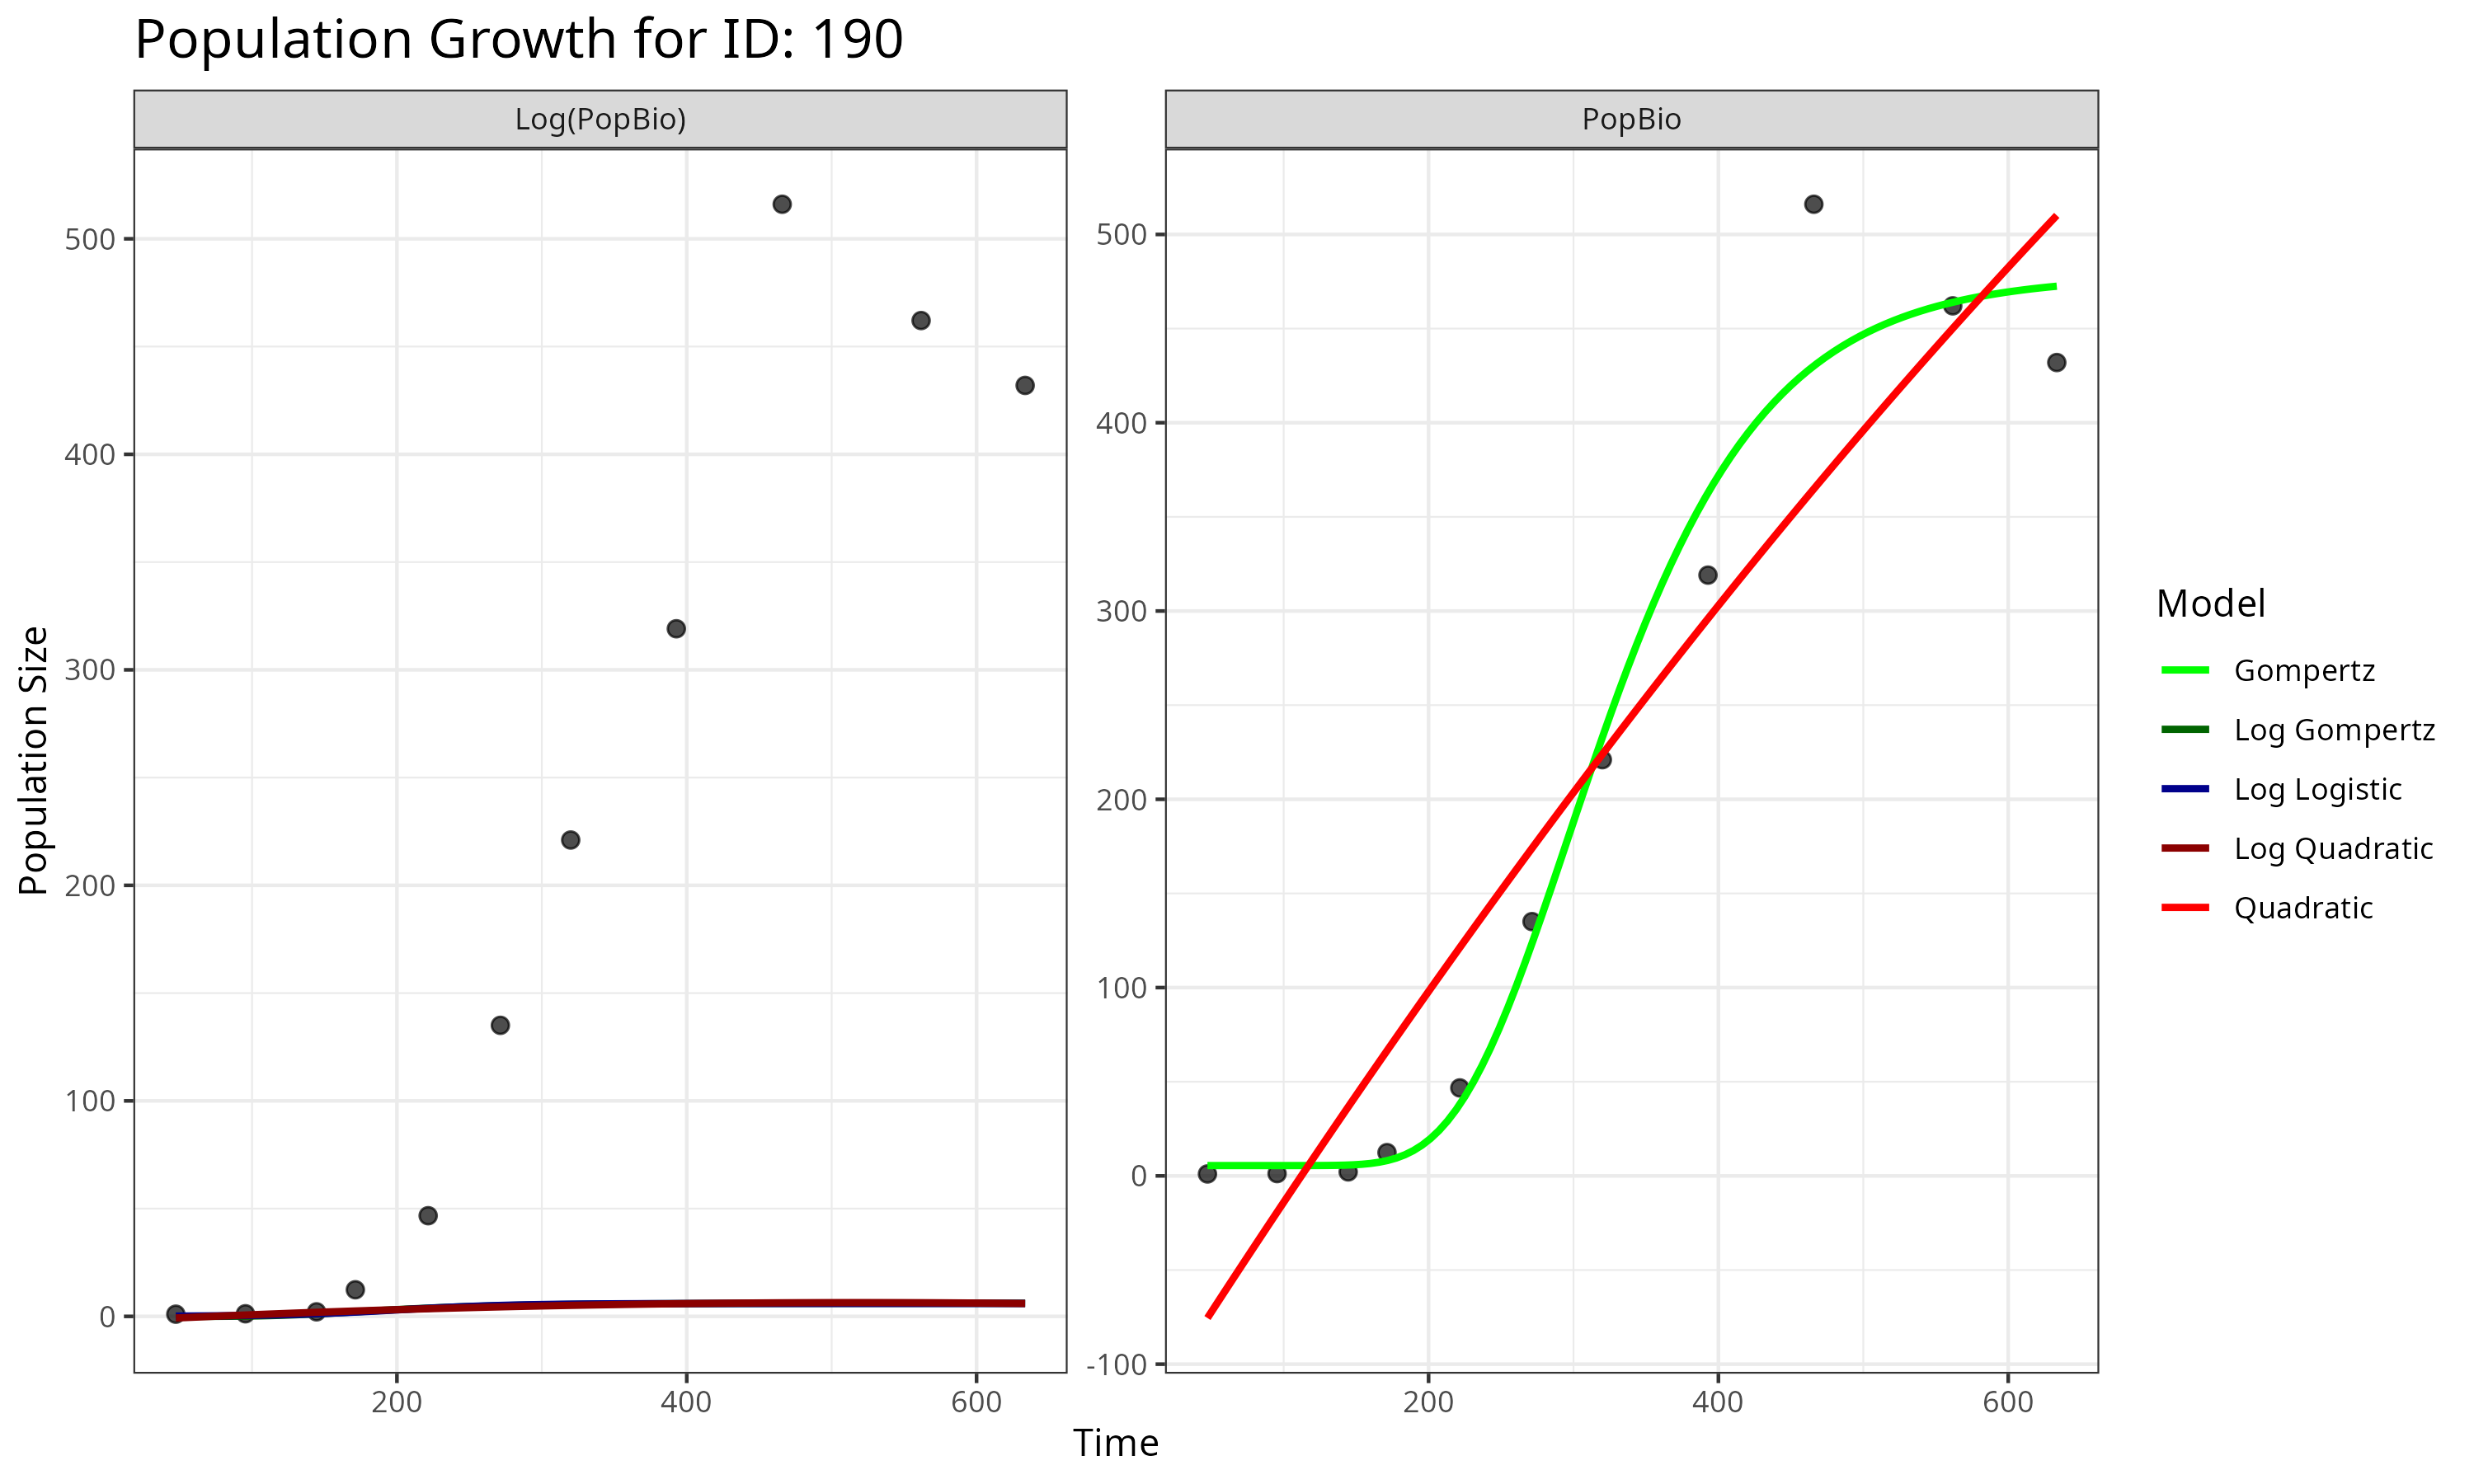 Population Growth for ID: 190
Log(PopBio)
PopBio
Population Size
500
400
300
200
100
0
500
400
300
200
100
0
-100
200
400
600
200
400
600
Time
Model
Gompertz
Log Gompertz
Log Logistic
Log Quadratic
Quadratic